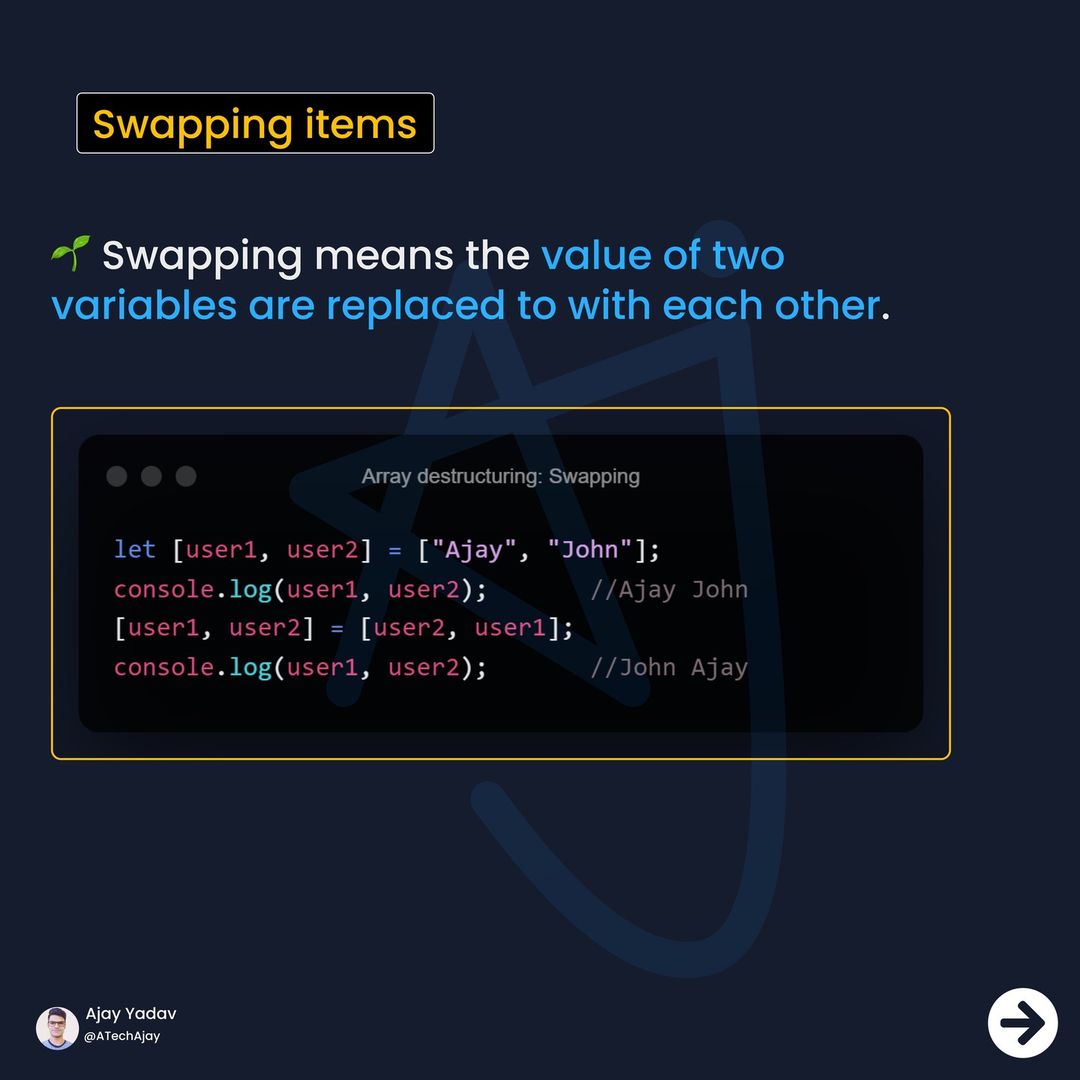 Swapping items
🌱 Swapping means the value of two
variables are replaced to with each other.
Array destructuring: Swapping
let [user1, user2] = ["Ajay", "John"];
console.log(user1, user2); //Ajay John
[user1, user2] = [user2, user1];
console.log(user1, user2); //John Ajay
Ajay Yadav
@ATechAjay